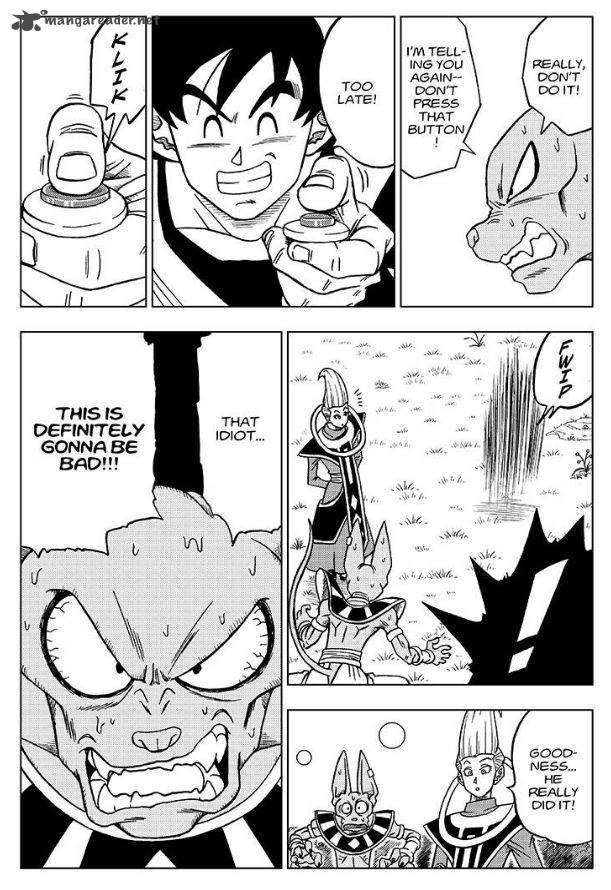 mangareader.net
REALLY,
DON'T
DO IT!
I'M TELL-
ING YOU
AGAIN--
DON'T
PRESS
THAT
BUTTON
!
TOO
LATE!
KLIK
FWIP
!
THAT
IDIOT...
THIS IS
DEFINITELY
GONNA BE
BAD!!!
GOOD-
NESS...
HE
REALLY
DID IT!